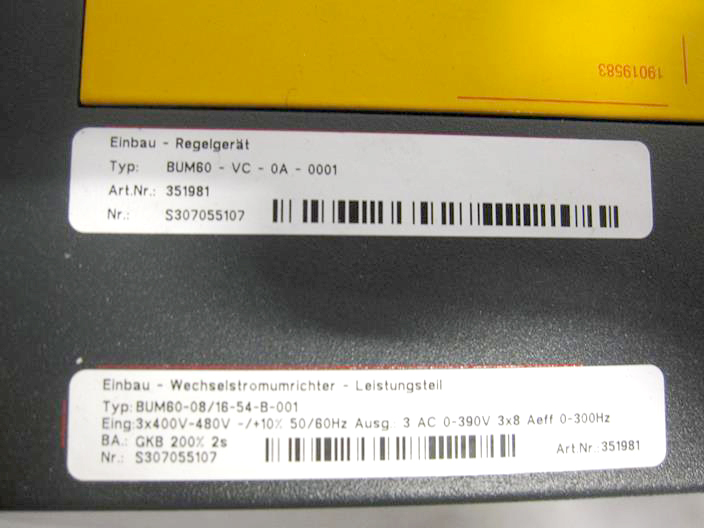 19019583
Einbau - Regelgerät
Typ: BUM60 - VC - 0A - 0001
Art.Nr.: 351981
Nr.: S307055107
Einbau - Wechselstromumrichter - Leistungsteil
Typ: BUM60-08/16-54-B-001
Eing:3x400V-480V -/+10% 50/60Hz Ausg.: 3 AC 0-390V 3x8 Aeff 0-300Hz
BA.: GKB 200% 2s
Nr.: S307055107 Art.Nr.: 351981